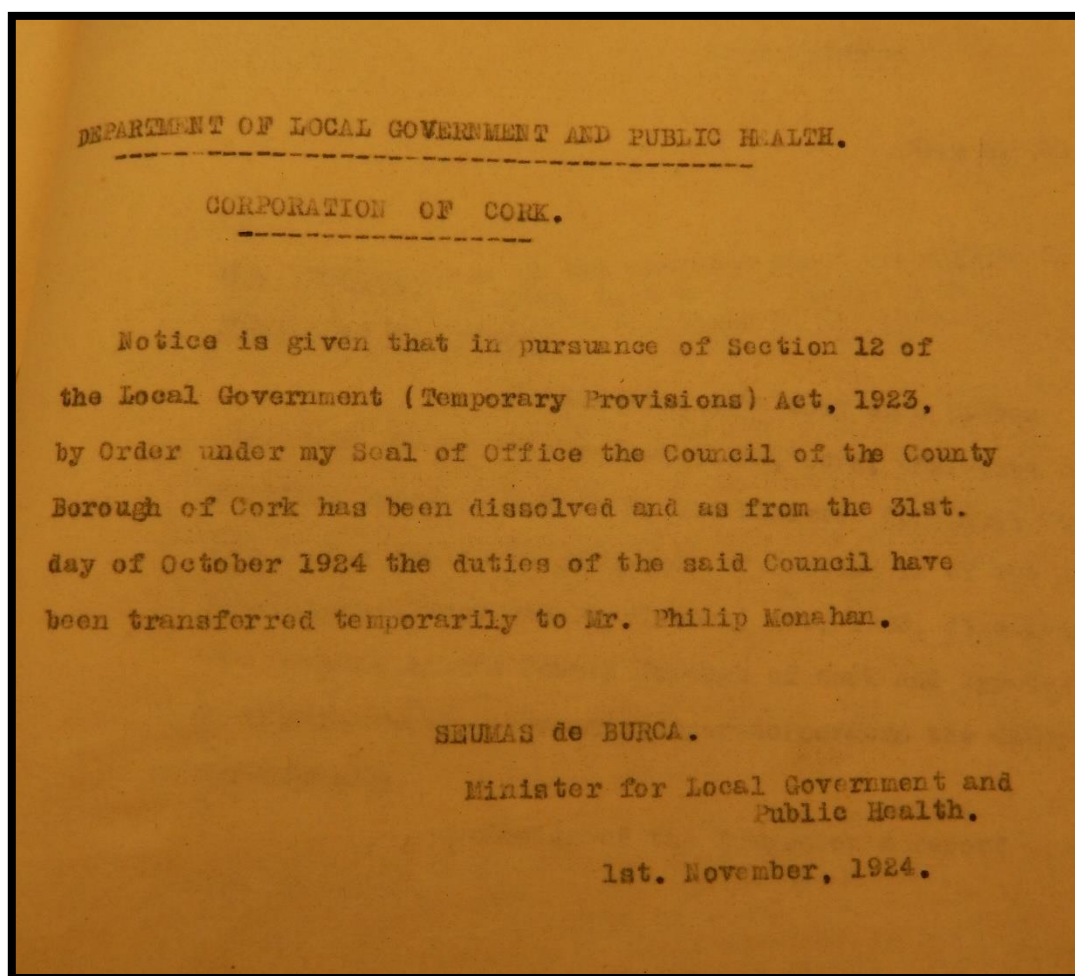 DEPARTMENT OF LOCAL GOVERNMENT AND PUBLIC HEALTH.
CORPORATION OF CORK.
Notice is given that in pursuance of Section 12 of
the Local Government (Temporary Provisions) Act, 1923,
by Order under my Seal of Office the Council of the County
Borough of Cork has been dissolved and as from the 31st.
day of October 1924 the duties of the said Council have
been transferred temporarily to Mr. Philip Monahan.
SEUMAS de BURCA.
Minister for Local Government and
Public Health.
1st. November, 1924.